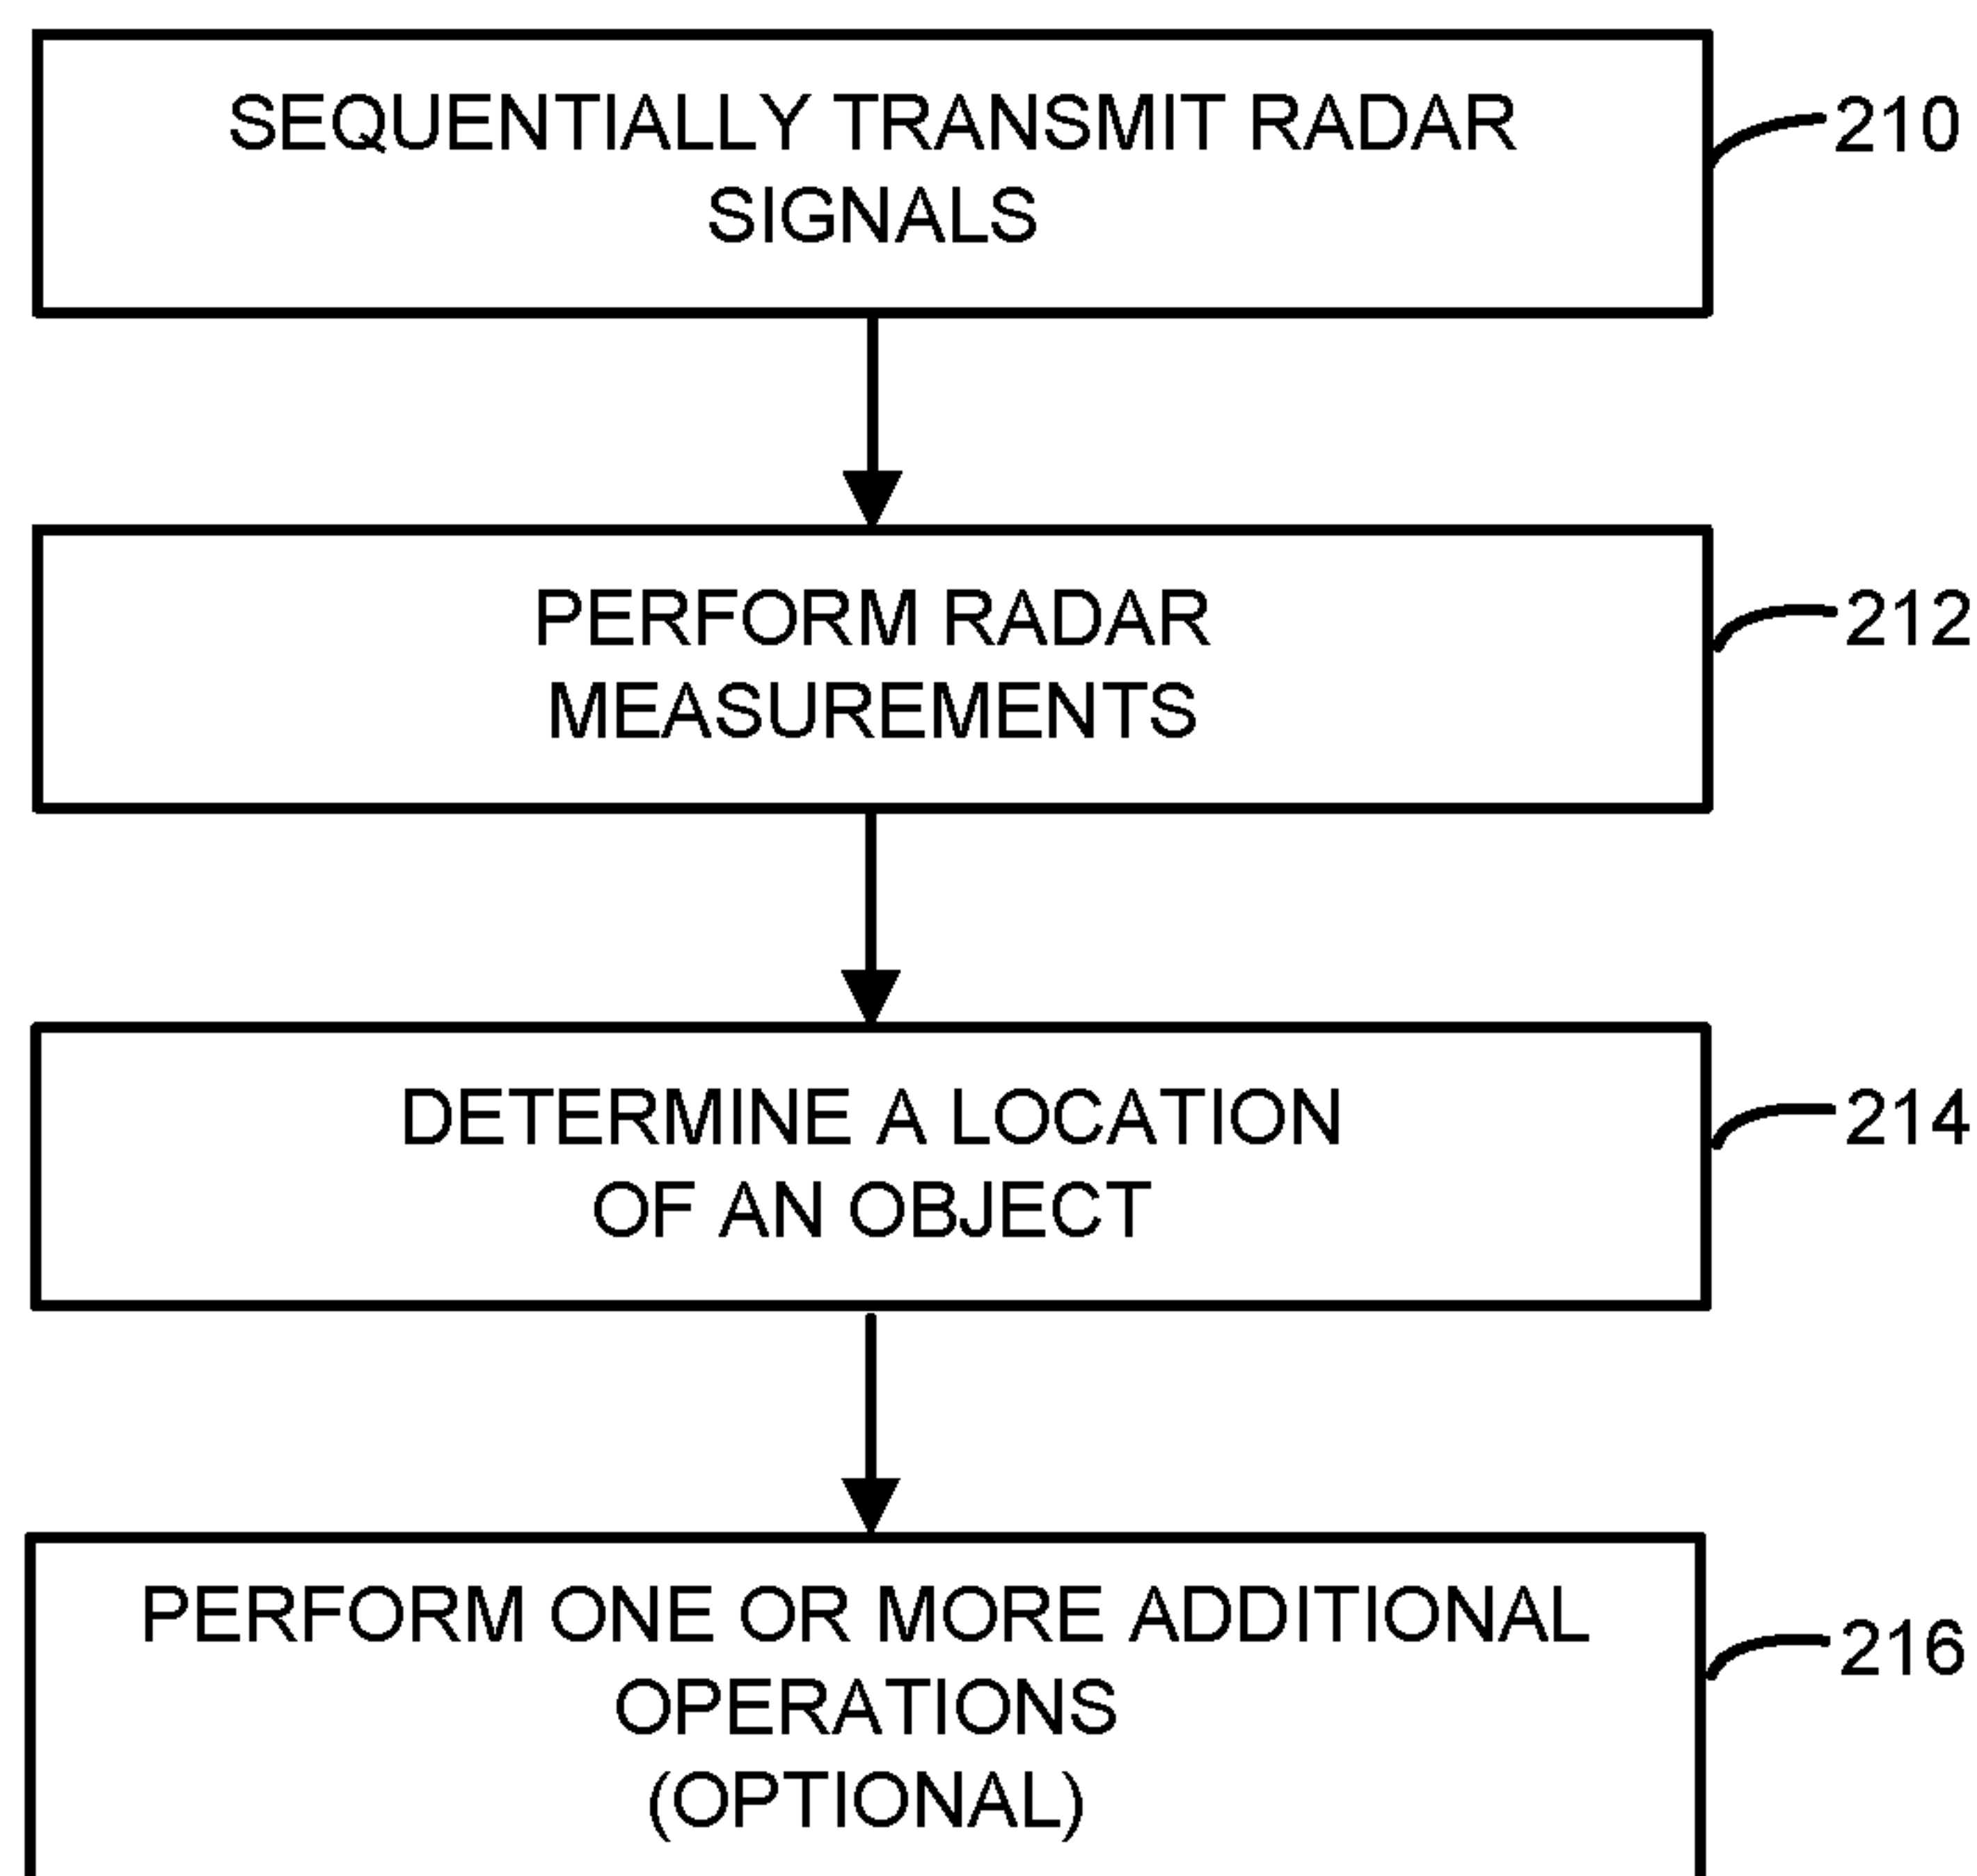 SEQUENTIALLY TRANSMIT RADAR
SIGNALS
210
PERFORM RADAR
MEASUREMENTS
212
DETERMINE A LOCATION
OF AN OBJECT
214
PERFORM ONE OR MORE ADDITIONAL
OPERATIONS
(OPTIONAL)
216